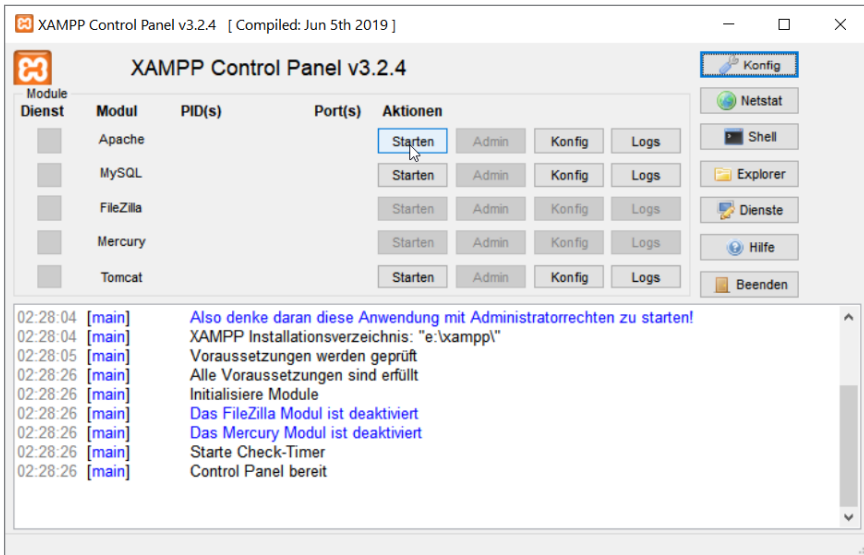 XAMPP Control Panel v3.2.4 [ Compiled: Jun 5th 2019 ]
XAMPP Control Panel v3.2.4
Konfig
Module
Dienst Modul PID(s) Port(s) Aktionen
Netstat
Apache Starten Admin Konfig Logs
Shell
MySQL Starten Admin Konfig Logs
Explorer
FileZilla Starten Admin Konfig Logs
Dienste
Mercury Starten Admin Konfig Logs
Hilfe
Tomcat Starten Admin Konfig Logs
Beenden
02:28:04 [main] Also denke daran diese Anwendung mit Administratorrechten zu starten!
02:28:04 [main] XAMPP Installationsverzeichnis: "e:\xampp\"
02:28:05 [main] Voraussetzungen werden geprüft
02:28:26 [main] Alle Voraussetzungen sind erfüllt
02:28:26 [main] Initialisiere Module
02:28:26 [main] Das FileZilla Modul ist deaktiviert
02:28:26 [main] Das Mercury Modul ist deaktiviert
02:28:26 [main] Starte Check-Timer
02:28:26 [main] Control Panel bereit